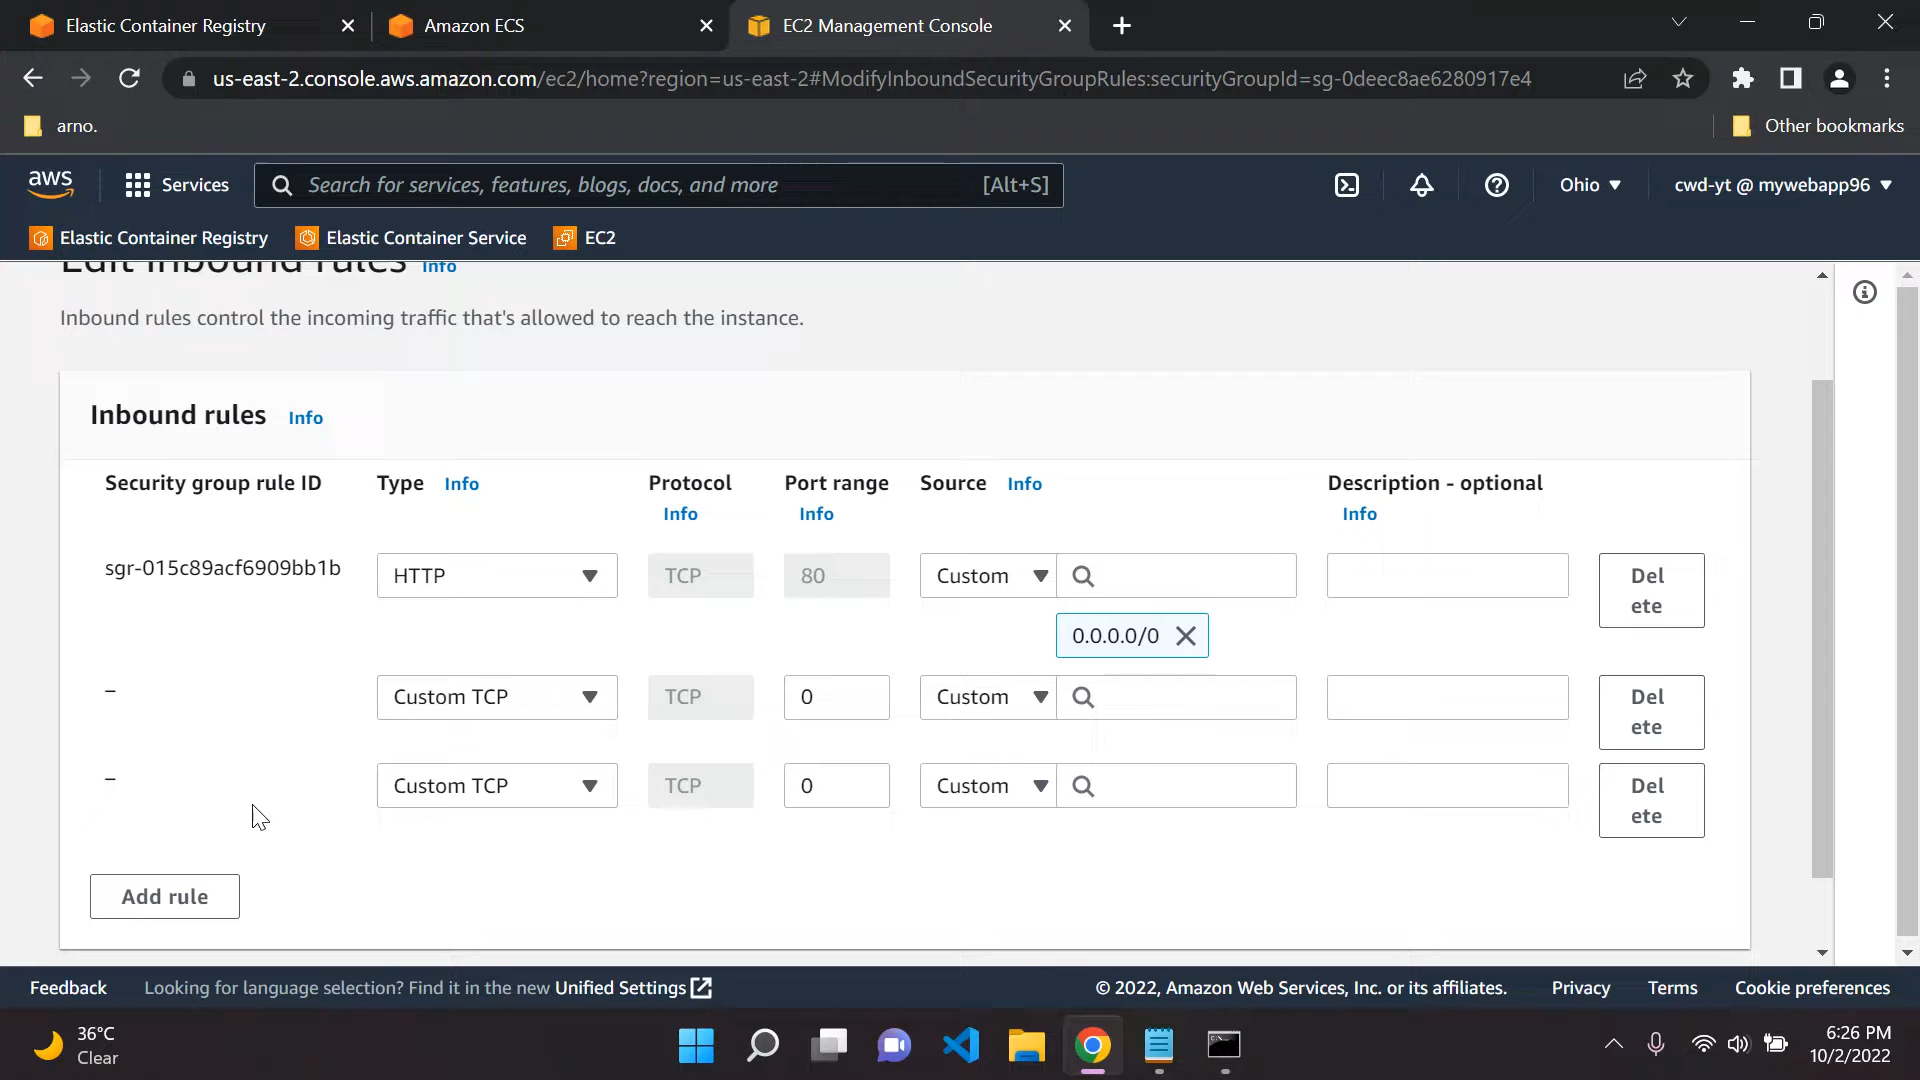 Elastic Container Registry
Amazon ECS
EC2 Management Console
us-east-2.console.aws.amazon.com/ec2/home?region=us-east-2#ModifyInboundSecurityGroupRules:securityGroupId=sg-0deec8ae6280917e4
arno.
Other bookmarks
aws
Services
Search for services, features, blogs, docs, and more
[Alt+S]
Ohio
cwd-yt @ mywebapp96
Elastic Container Registry
Elastic Container Service
EC2
Edit inbound rules Info
Inbound rules control the incoming traffic that's allowed to reach the instance.
Inbound rules Info
Security group rule ID
Type Info
Protocol
Info
Port range
Info
Source Info
Description - optional
Info
sgr-015c89acf6909bb1b
HTTP
TCP
80
Custom
Del
ete
0.0.0.0/0
–
Custom TCP
TCP
0
Custom
Del
ete
–
Custom TCP
TCP
0
Custom
Del
ete
Add rule
Feedback
Looking for language selection? Find it in the new Unified Settings
© 2022, Amazon Web Services, Inc. or its affiliates.
Privacy
Terms
Cookie preferences
36°C
Clear
6:26 PM
10/2/2022